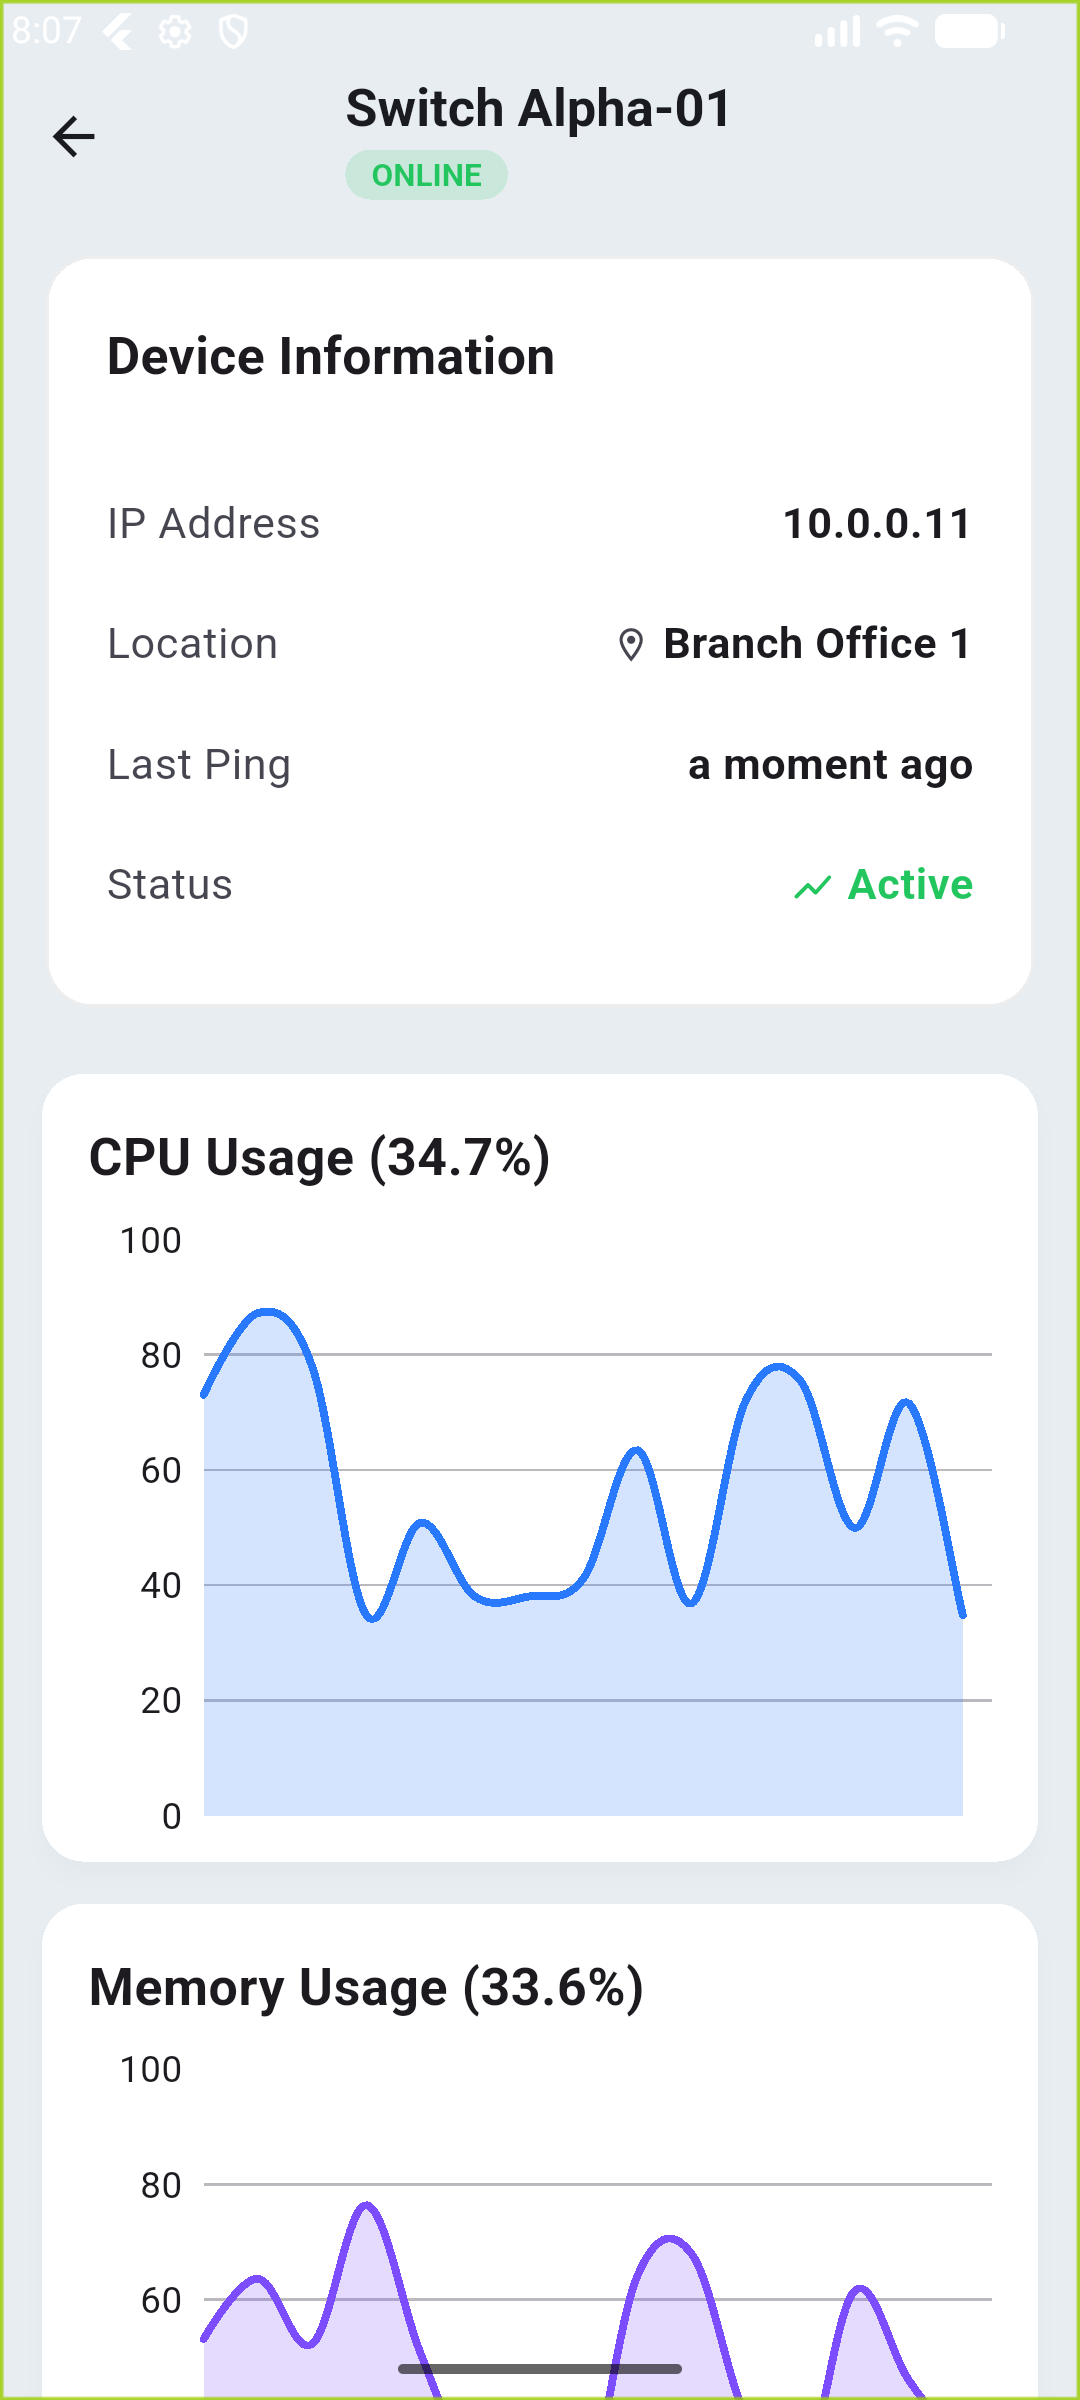 8:07
Switch Alpha-01
ONLINE
Device Information
IP Address 10.0.0.11
Location Branch Office 1
Last Ping a moment ago
Status Active
CPU Usage (34.7%)
100
80
60
40
20
0
Memory Usage (33.6%)
100
80
60